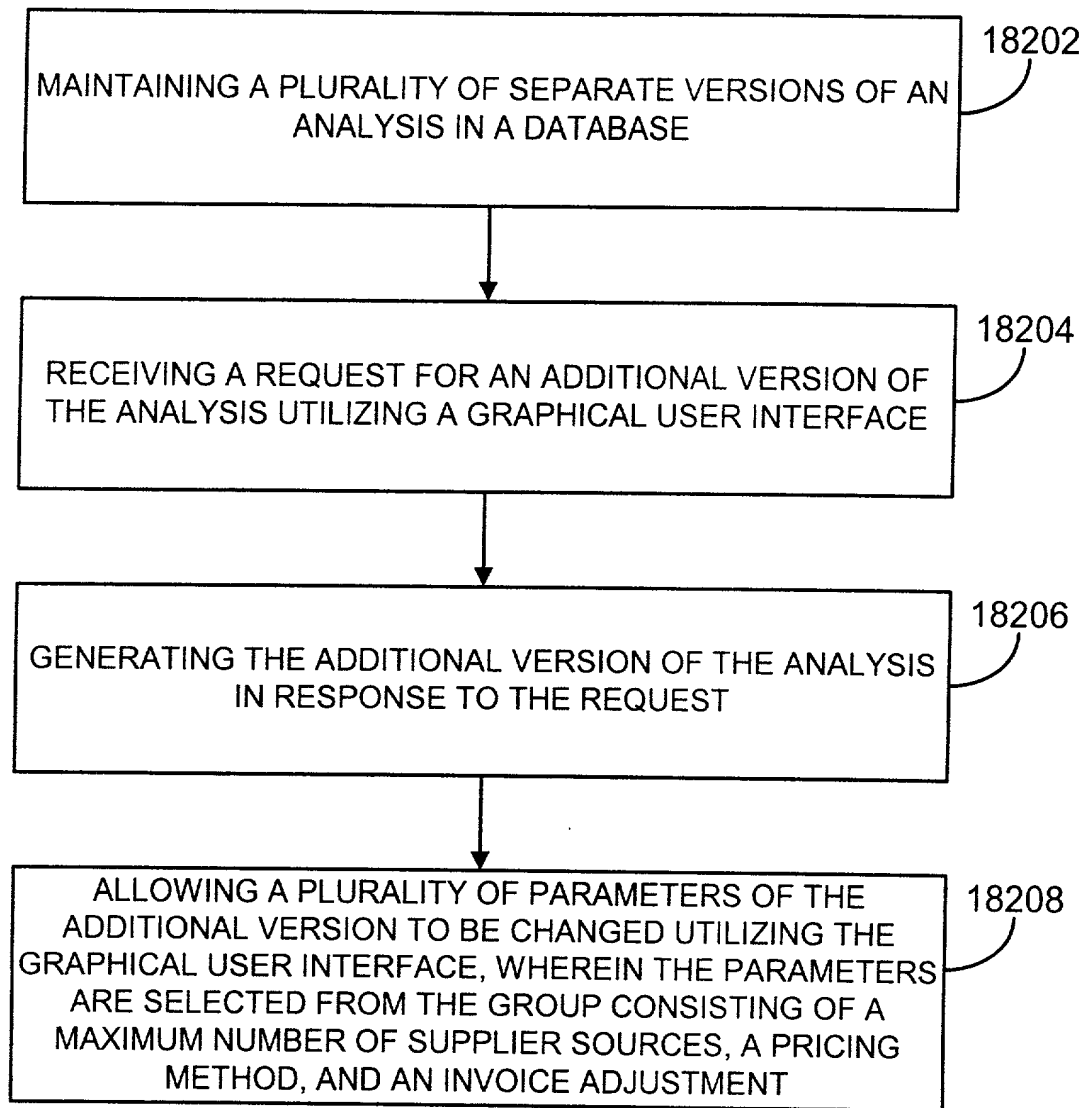 18202
MAINTAINING A PLURALITY OF SEPARATE VERSIONS OF AN
ANALYSIS IN A DATABASE
18204
RECEIVING A REQUEST FOR AN ADDITIONAL VERSION OF
THE ANALYSIS UTILIZING A GRAPHICAL USER INTERFACE
18206
GENERATING THE ADDITIONAL VERSION OF THE ANALYSIS
IN RESPONSE TO THE REQUEST
18208
ALLOWING A PLURALITY OF PARAMETERS OF THE
ADDITIONAL VERSION TO BE CHANGED UTILIZING THE
GRAPHICAL USER INTERFACE, WHEREIN THE PARAMETERS
ARE SELECTED FROM THE GROUP CONSISTING OF A
MAXIMUM NUMBER OF SUPPLIER SOURCES, A PRICING
METHOD, AND AN INVOICE ADJUSTMENT